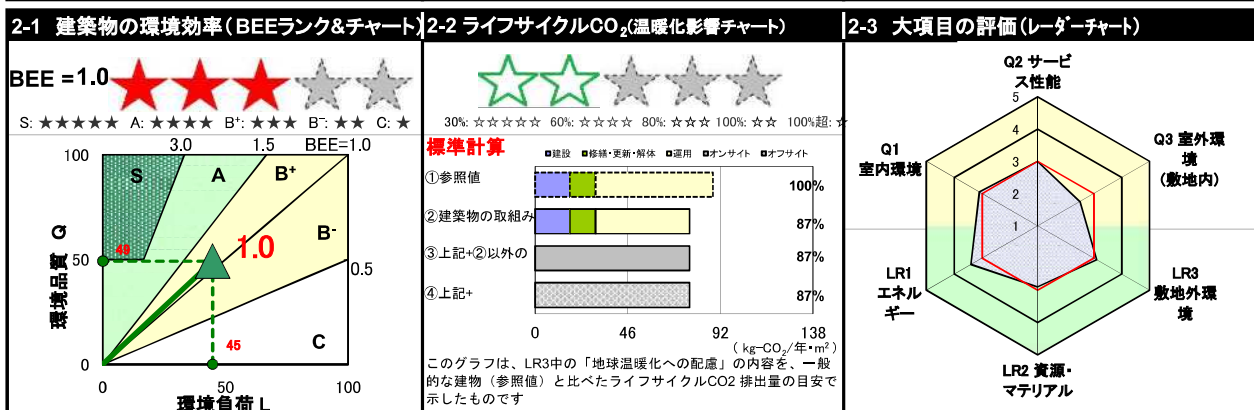 2-1 建築物の環境効率(BEEランク&チャート)
BEE = 1.0
S: ★★★★★ A: ★★★★ B+: ★★★ B-: ★★ C: ★
3.0 1.5 BEE=1.0
100
S A B+
環境品質 Q
49
1.0
B-
50
0.5
45
C
0
0 50 100
環境負荷 L
2-2 ライフサイクルCO2(温暖化影響チャート)
30%: ☆☆☆☆☆ 60%: ☆☆☆☆ 80%: ☆☆☆ 100%: ☆☆ 100%超: ☆
標準計算
■建設 ■修繕・更新・解体 ■運用 ■オンサイト ■オフサイト
①参照値 100%
②建築物の取組み 87%
③上記+②以外の 87%
④上記+ 87%
0 46 92 138
( kg-CO2/年・m2 )
このグラフは、LR3中の「地球温暖化への配慮」の内容を、一般
的な建物(参照値)と比べたライフサイクルCO2 排出量の目安で
示したものです
2-3 大項目の評価(レーダーチャート)
Q2 サービ
ス性能
5
4
3
2
1
Q1
室内環境
Q3 室外環
境
(敷地内)
LR1
エネル
ギー
LR3
敷地外環
境
LR2 資源・
マテリアル